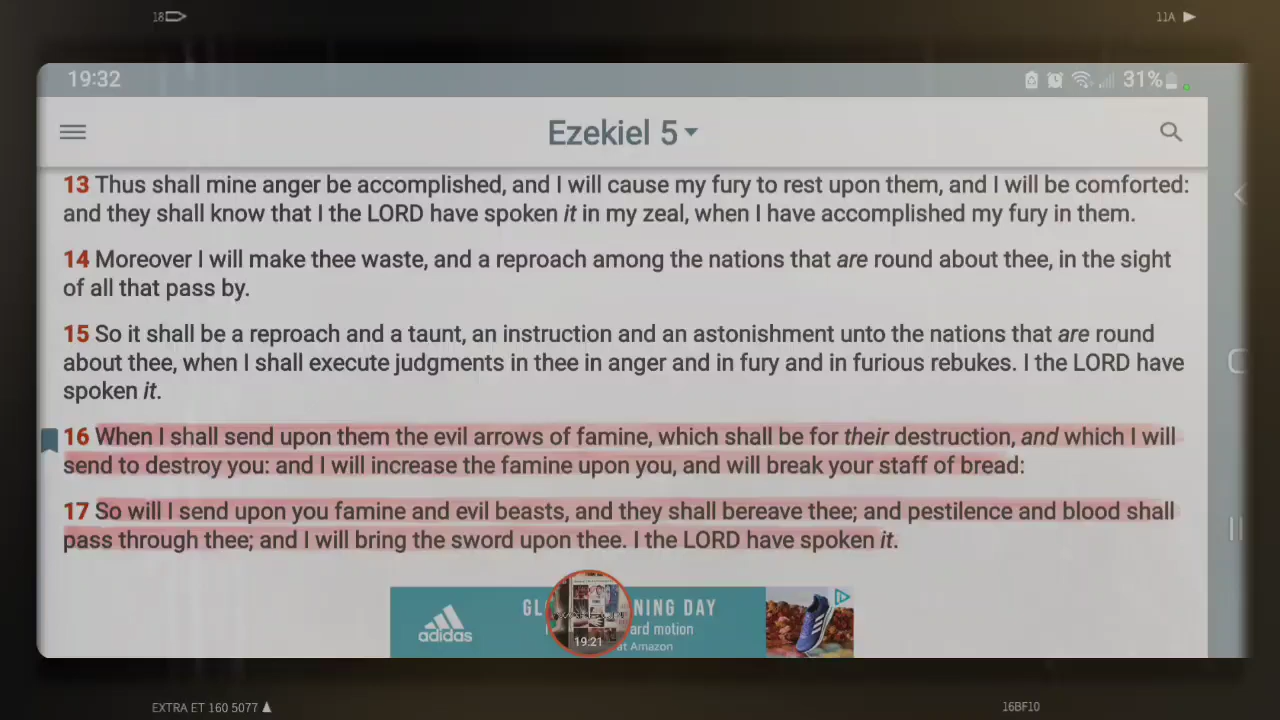 18
11A
19:32
31%
Ezekiel 5
13 Thus shall mine anger be accomplished, and I will cause my fury to rest upon them, and I will be comforted:
and they shall know that I the LORD have spoken it in my zeal, when I have accomplished my fury in them.
14 Moreover I will make thee waste, and a reproach among the nations that are round about thee, in the sight
of all that pass by.
15 So it shall be a reproach and a taunt, an instruction and an astonishment unto the nations that are round
about thee, when I shall execute judgments in thee in anger and in fury and in furious rebukes. I the LORD have
spoken it.
16 When I shall send upon them the evil arrows of famine, which shall be for their destruction, and which I will
send to destroy you: and I will increase the famine upon you, and will break your staff of bread:
17 So will I send upon you famine and evil beasts, and they shall bereave thee; and pestilence and blood shall
pass through thee; and I will bring the sword upon thee. I the LORD have spoken it.
DAY
adidas
motion
at Amazon
19:21
EXTRA ET 160 5077
16BF10